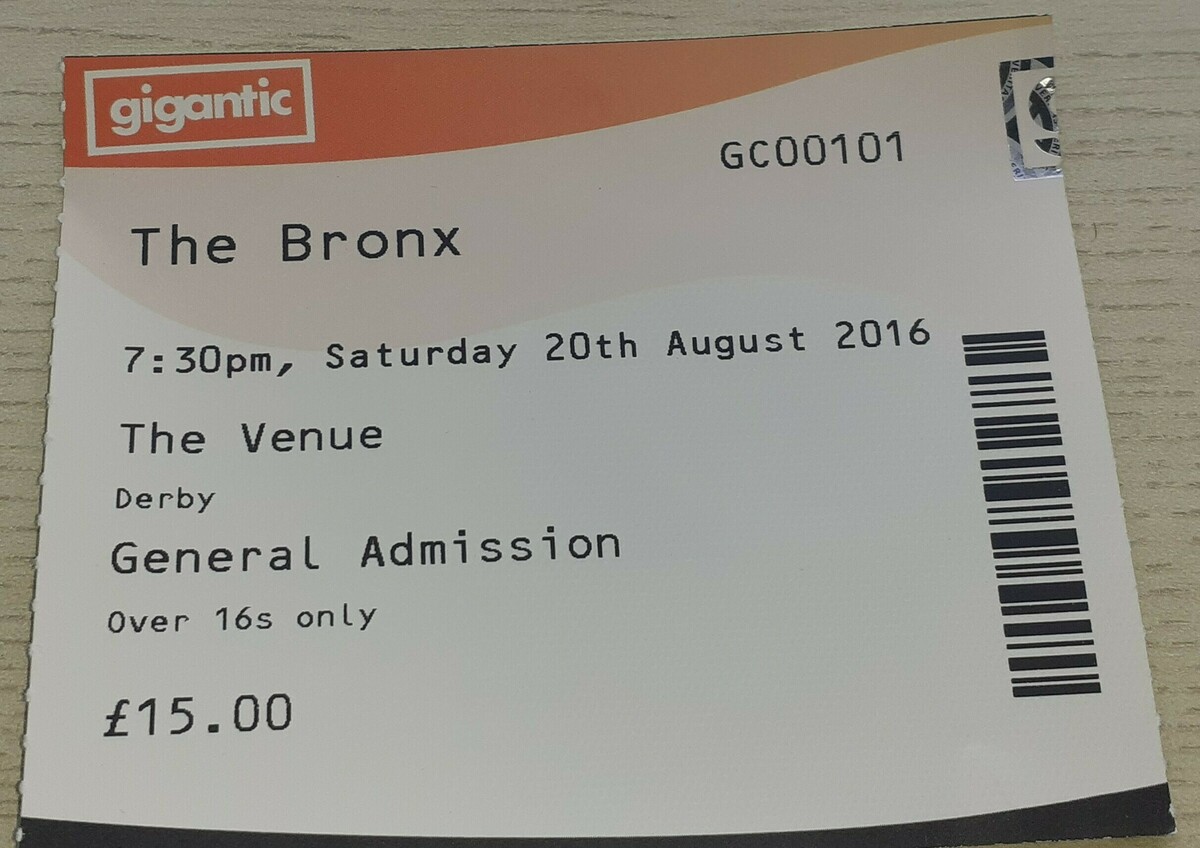 gigantic
GC00101
The Bronx
7:30pm, Saturday 20th August 2016
The Venue
Derby
General Admission
Over 16s only
£15.00